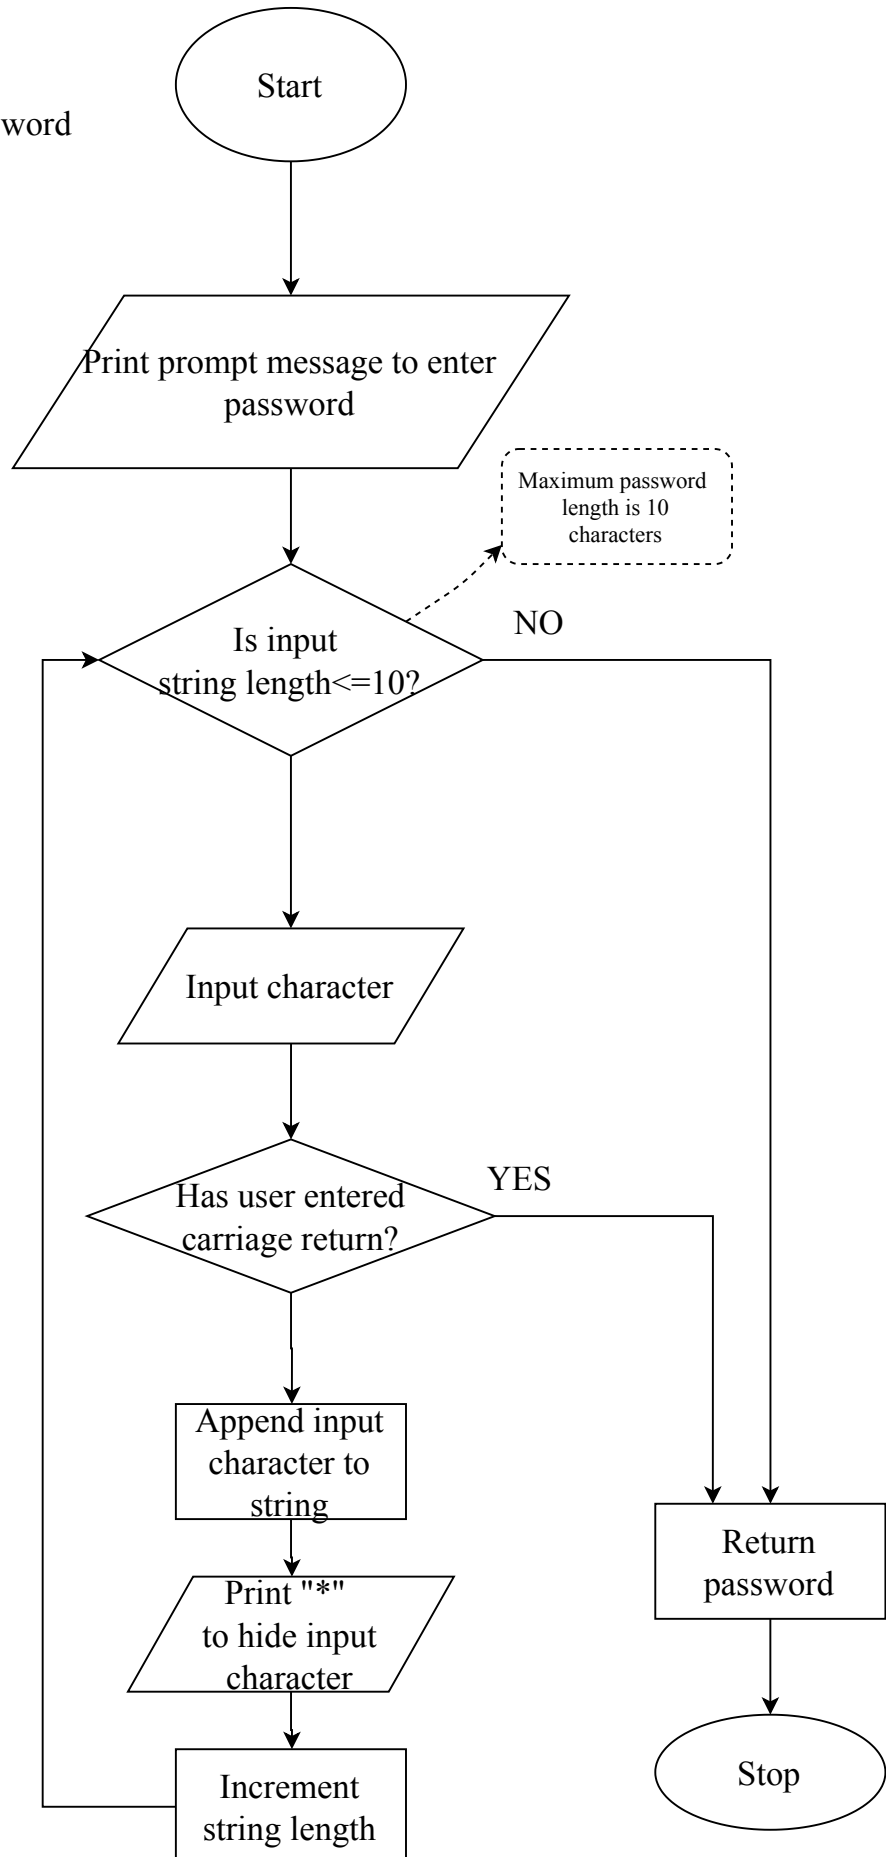 Start
word
Print prompt message to enter
password
Maximum password
length is 10
characters
NO
Is input
string length<=10?
Input character
YES
Has user entered
carriage return?
Append input
character to
string
Return
password
Print "*"
to hide input
character
Stop
Increment
string length